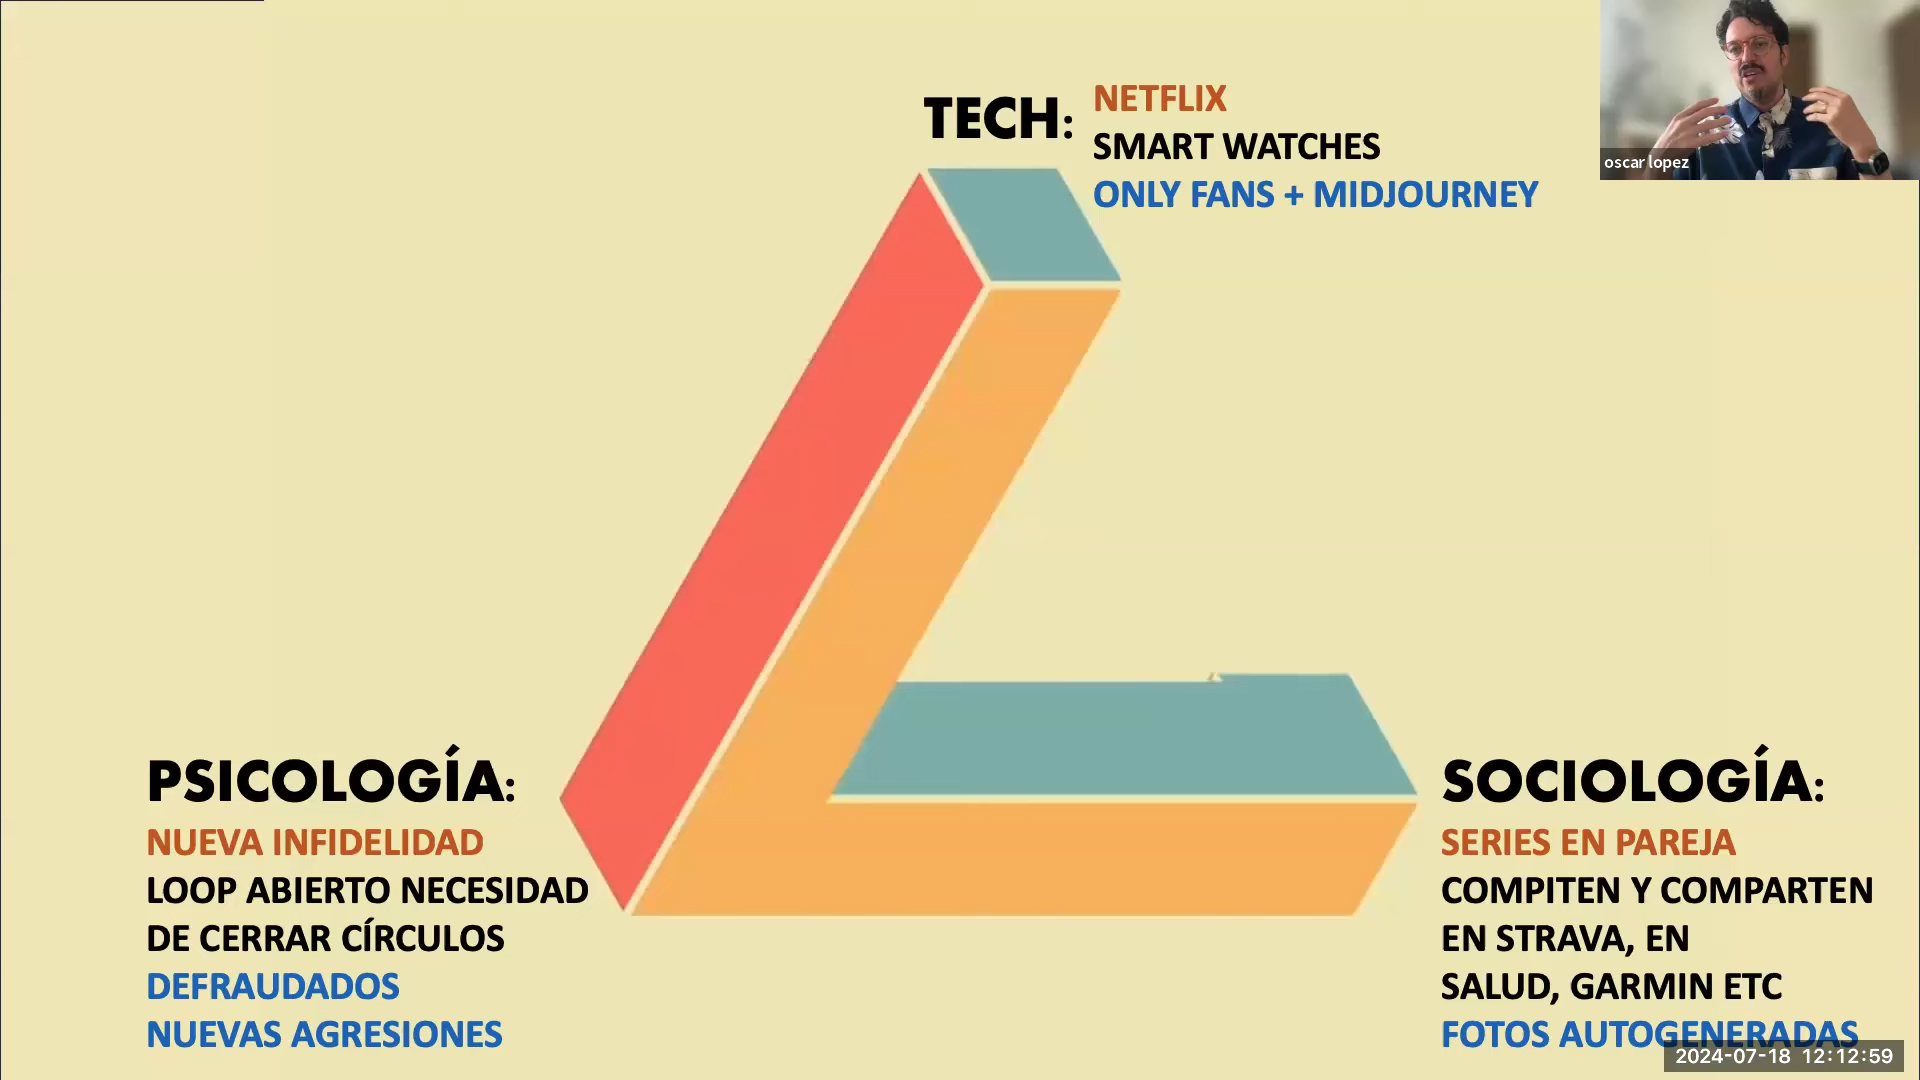 TECH:
NETFLIX
SMART WATCHES
ONLY FANS + MIDJOURNEY
oscar lopez
PSICOLOGÍA:
NUEVA INFIDELIDAD
LOOP ABIERTO NECESIDAD
DE CERRAR CÍRCULOS
DEFRAUDADOS
NUEVAS AGRESIONES
SOCIOLOGÍA:
SERIES EN PAREJA
COMPITEN Y COMPARTEN
EN STRAVA, EN
SALUD, GARMIN ETC
FOTOS AUTOGENERADAS
2024-07-18 12:12:59